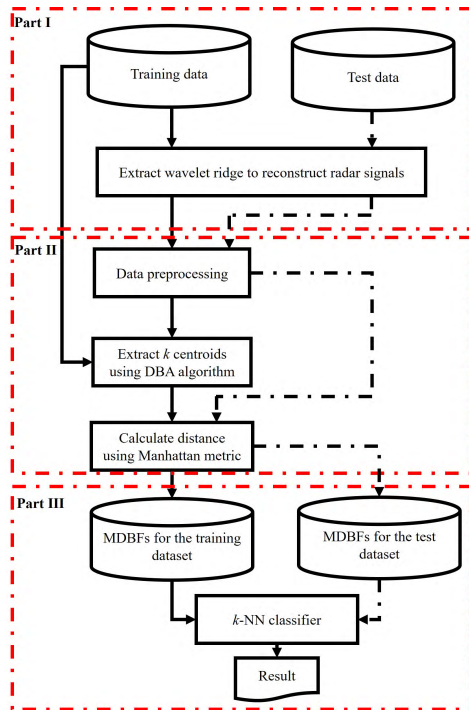 Part I
Training data
Test data
Extract wavelet ridge to reconstruct radar signals
Part II
Data preprocessing
Extract k centroids
using DBA algorithm
Calculate distance
using Manhattan metric
Part III
MDBFs for the training
dataset
MDBFs for the test
dataset
k-NN classifier
Result